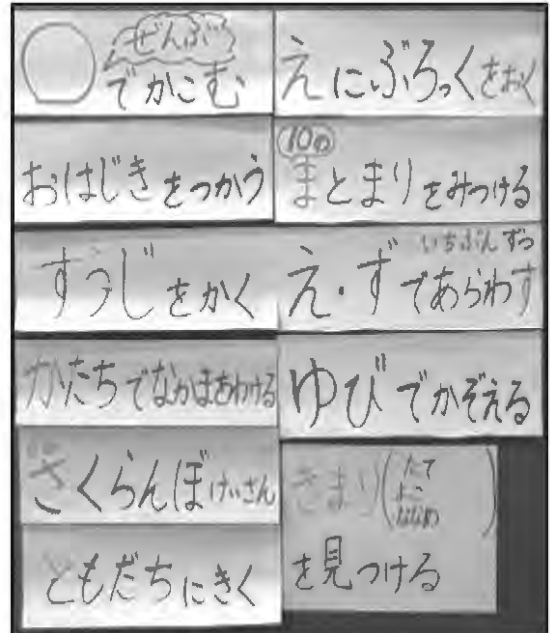 ぜんぶ
でかこむ
えにぶろっくをおく
おはじきをつかう
10の
まとまりをみつける
すうじをかく
いちぶんずつ
え・ずであらわす
かたちでなかまをわける
ゆびでかぞえる
さくらんぼけいさん
きまり(たて
よこ
ななめ)
を見つける
ともだちにきく